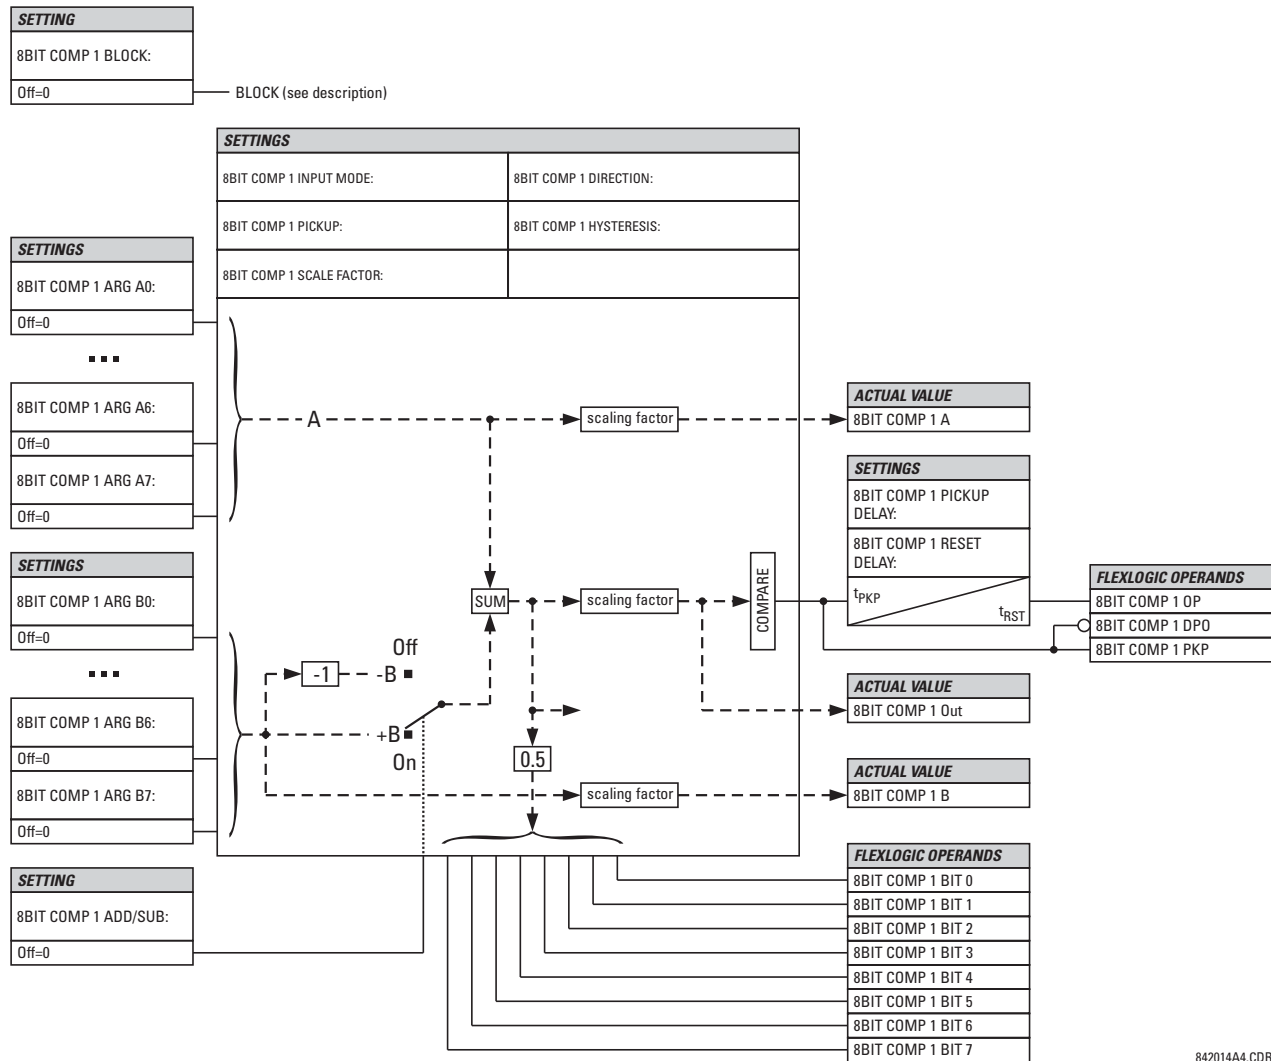 SETTING
8BIT COMP 1 BLOCK:
Off=0
BLOCK (see description)
SETTINGS
8BIT COMP 1 INPUT MODE:
8BIT COMP 1 DIRECTION:
8BIT COMP 1 PICKUP:
8BIT COMP 1 HYSTERESIS:
8BIT COMP 1 SCALE FACTOR:
SETTINGS
8BIT COMP 1 ARG A0:
Off=0
8BIT COMP 1 ARG A6:
Off=0
8BIT COMP 1 ARG A7:
Off=0
SETTINGS
8BIT COMP 1 ARG B0:
Off=0
8BIT COMP 1 ARG B6:
Off=0
8BIT COMP 1 ARG B7:
Off=0
SETTING
8BIT COMP 1 ADD/SUB:
Off=0
A
scaling factor
SUM
scaling factor
COMPARE
Off
-1
-B
+B
On
0.5
scaling factor
ACTUAL VALUE
8BIT COMP 1 A
SETTINGS
8BIT COMP 1 PICKUP
DELAY:
8BIT COMP 1 RESET
DELAY:
tPKP
tRST
FLEXLOGIC OPERANDS
8BIT COMP 1 OP
8BIT COMP 1 DPO
8BIT COMP 1 PKP
ACTUAL VALUE
8BIT COMP 1 Out
ACTUAL VALUE
8BIT COMP 1 B
FLEXLOGIC OPERANDS
8BIT COMP 1 BIT 0
8BIT COMP 1 BIT 1
8BIT COMP 1 BIT 2
8BIT COMP 1 BIT 3
8BIT COMP 1 BIT 4
8BIT COMP 1 BIT 5
8BIT COMP 1 BIT 6
8BIT COMP 1 BIT 7
842014A4.CDR